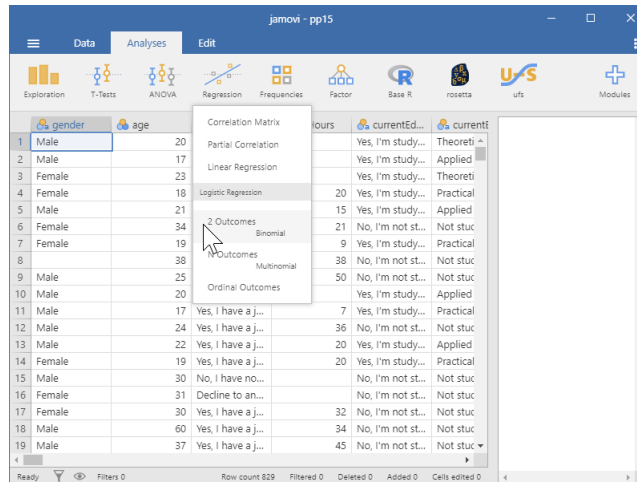 jamovi - pp15
Data Analyses Edit
Exploration T-Tests ANOVA Regression Frequencies Factor Base R rosetta ufs Modules
gender age Hours currentEd... currentE
Correlation Matrix
Partial Correlation
Linear Regression
Logistic Regression
2 Outcomes
Binomial
N Outcomes
Multinomial
Ordinal Outcomes
1 Male 20 Yes, I'm study... Theoreti
2 Male 17 Yes, I'm study... Applied
3 Female 23 Yes, I'm study... Theoreti
4 Female 18 20 Yes, I'm study... Practical
5 Male 21 15 Yes, I'm study... Applied
6 Female 34 21 No, I'm not st... Not stuc
7 Female 19 9 Yes, I'm study... Practical
8 38 38 No, I'm not st... Not stuc
9 Male 25 50 No, I'm not st... Not stuc
10 Male 20 Yes, I'm study... Applied
11 Male 17 Yes, I have a j... 7 Yes, I'm study... Practical
12 Male 24 Yes, I have a j... 36 No, I'm not st... Not stuc
13 Male 22 Yes, I have a j... 20 Yes, I'm study... Applied
14 Female 19 Yes, I have a j... 20 Yes, I'm study... Practical
15 Male 30 No, I have no... No, I'm not st... Not stuc
16 Female 31 Decline to an... No, I'm not st... Not stuc
17 Female 30 Yes, I have a j... 32 No, I'm not st... Not stuc
18 Male 60 Yes, I have a j... 34 No, I'm not st... Not stuc
19 Male 37 Yes, I have a j... 45 No, I'm not st... Not stuc
Ready Filters 0 Row count 829 Filtered 0 Deleted 0 Added 0 Cells edited 0